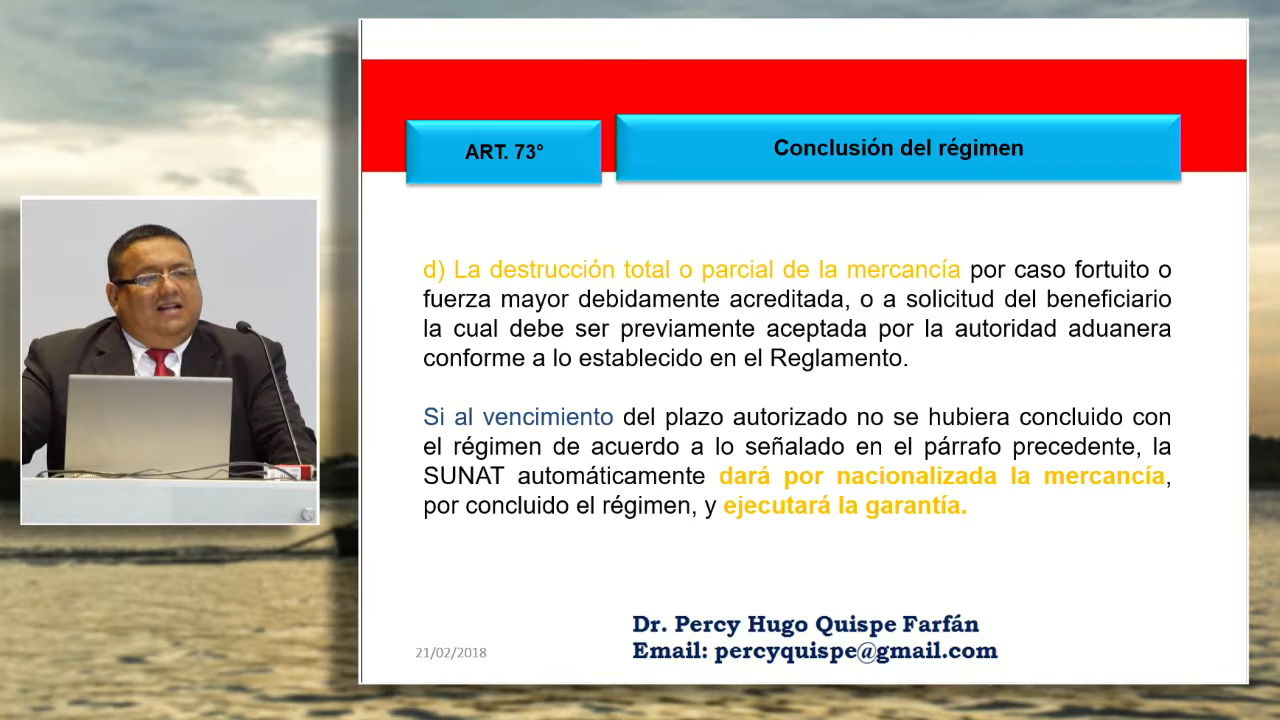 ART. 73°
Conclusión del régimen
d) La destrucción total o parcial de la mercancía por caso fortuito o
fuerza mayor debidamente acreditada, o a solicitud del beneficiario
la cual debe ser previamente aceptada por la autoridad aduanera
conforme a lo establecido en el Reglamento.
Si al vencimiento del plazo autorizado no se hubiera concluido con
el régimen de acuerdo a lo señalado en el párrafo precedente, la
SUNAT automáticamente dará por nacionalizada la mercancía,
por concluido el régimen, y ejecutará la garantía.
Dr. Percy Hugo Quispe Farfán
Email: percyquispe@gmail.com
21/02/2018